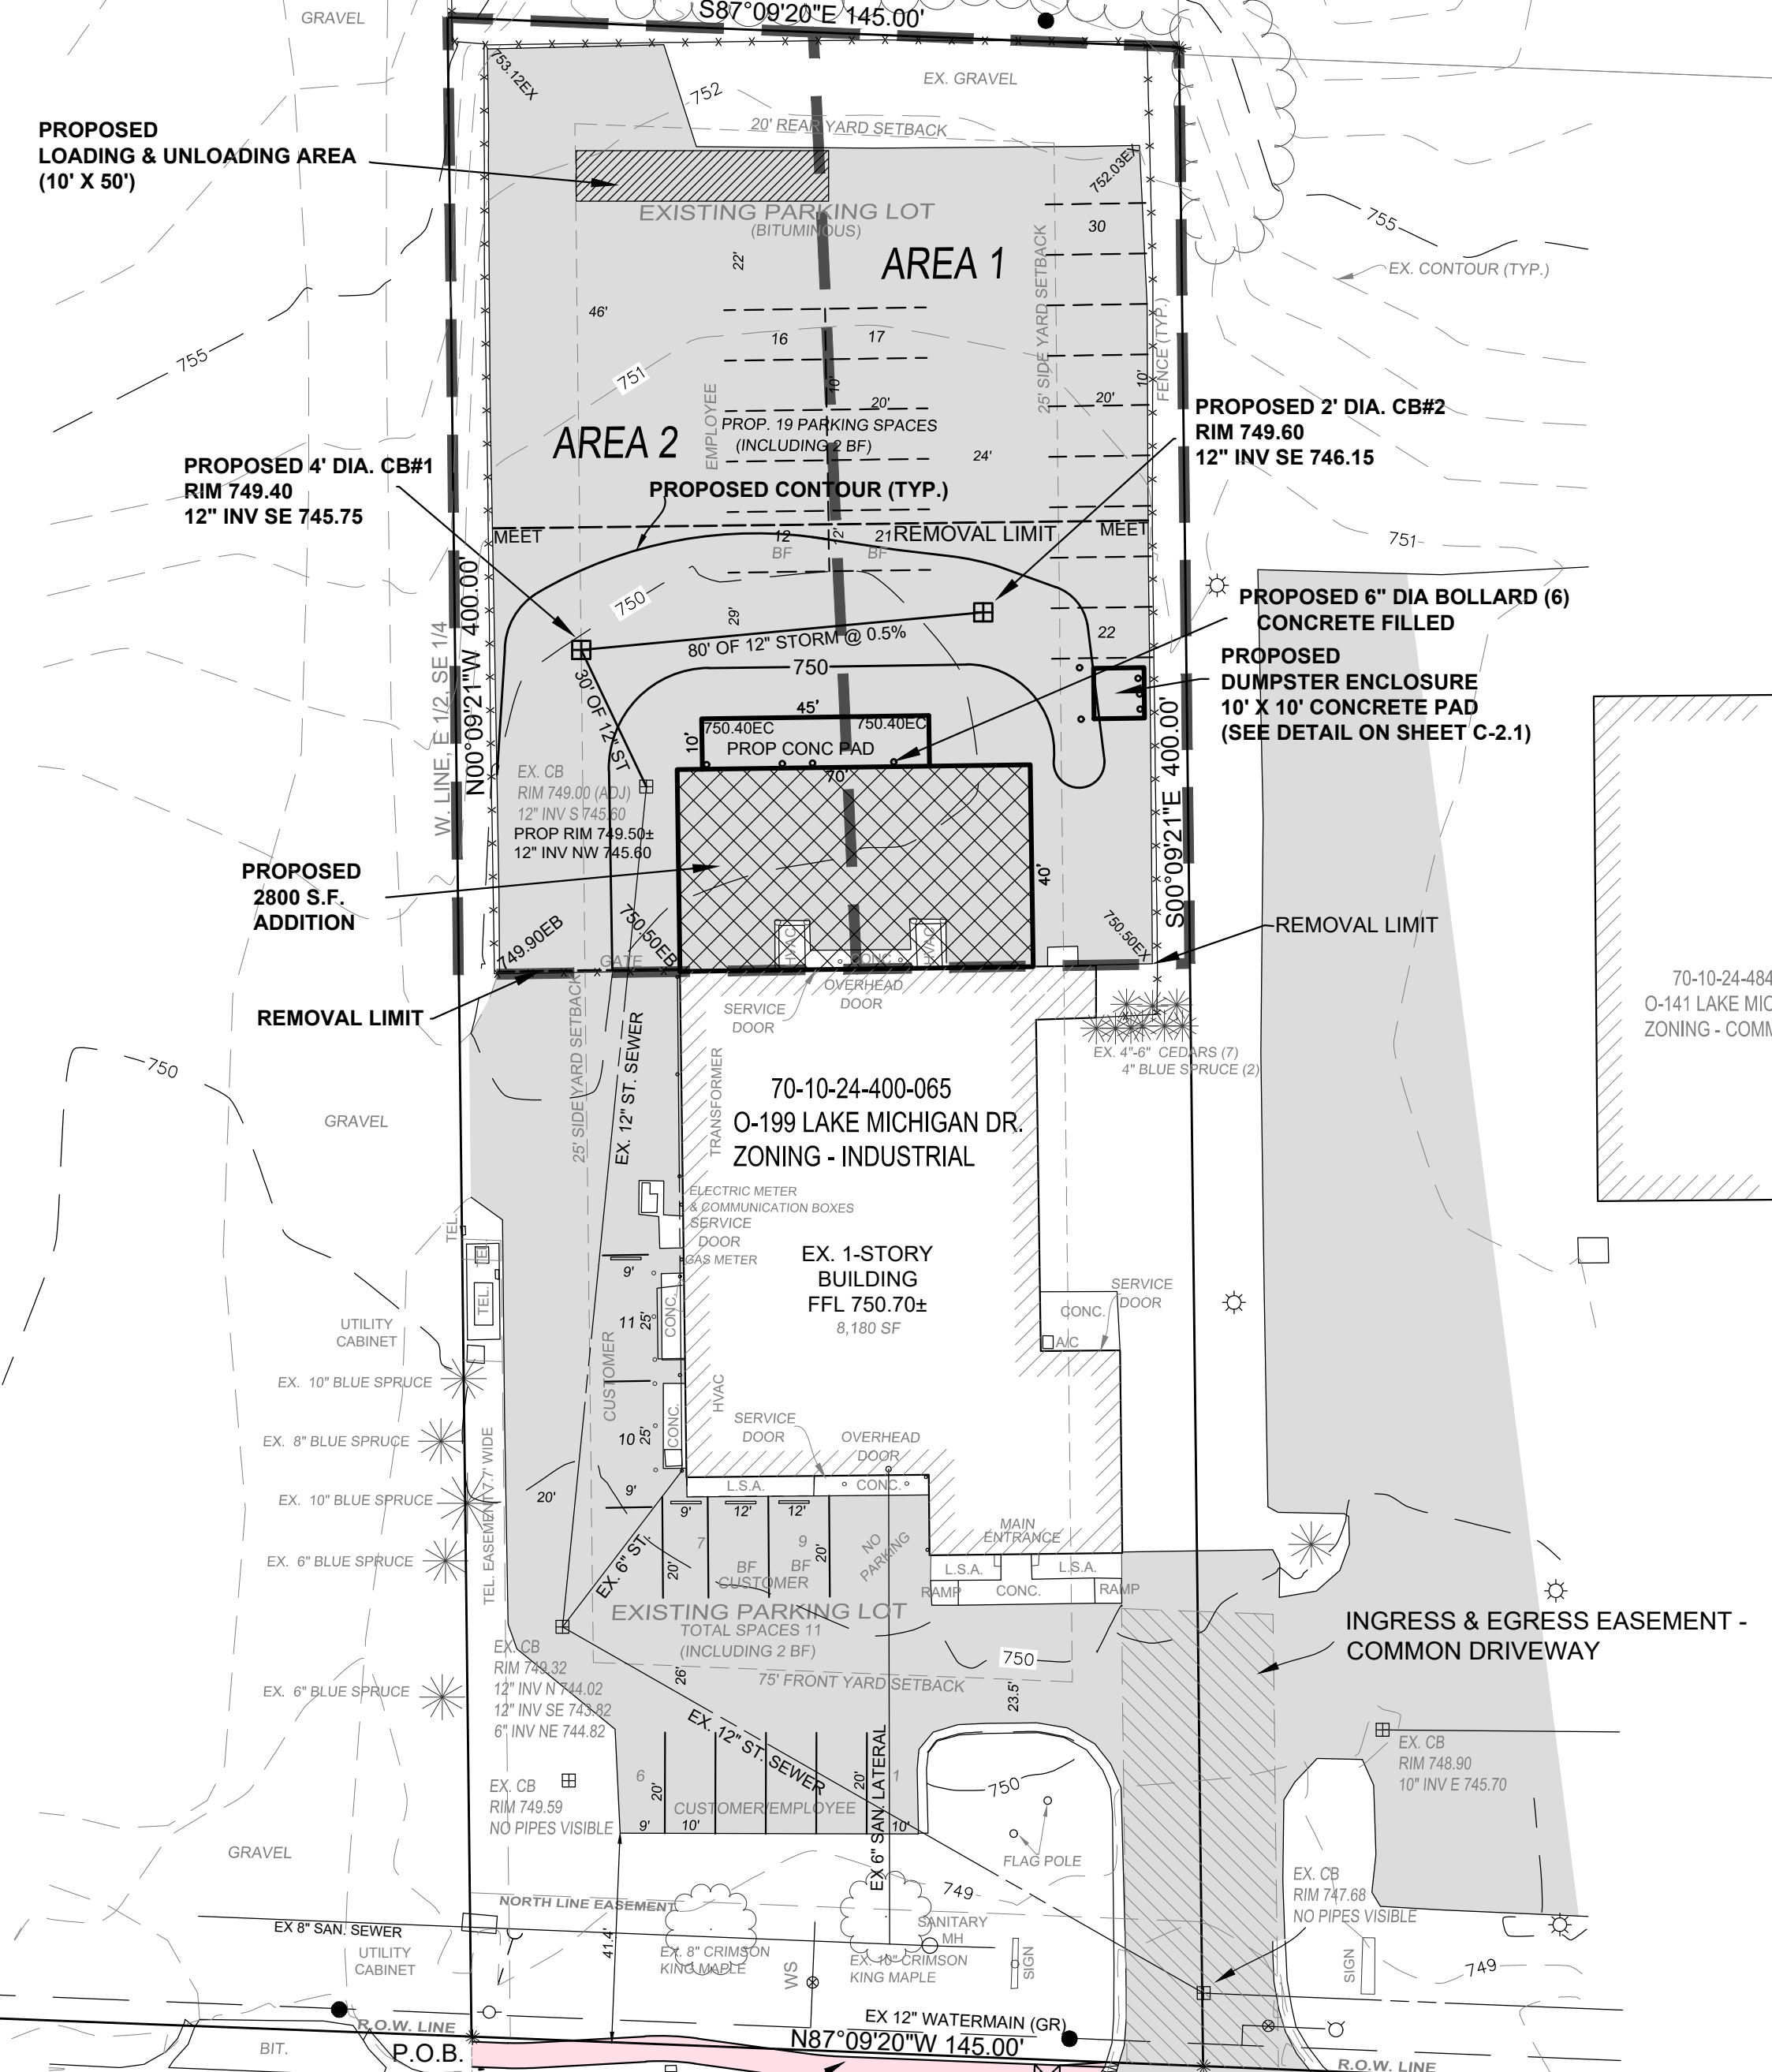 S87°09'20"E 145.00'
GRAVEL
753.12EX
EX. GRAVEL
752
20' REAR YARD SETBACK
PROPOSED
LOADING & UNLOADING AREA
(10' X 50')
752.03EX
EXISTING PARKING LOT
(BITUMINOUS)
30
755
22'
AREA 1
25' SIDE YARD SETBACK
EX. CONTOUR (TYP.)
46'
FENCE (TYP.)
16
17
755
751
10'
10'
EMPLOYEE
20'
20'
PROP. 19 PARKING SPACES
(INCLUDING 2 BF)
AREA 2
24'
PROPOSED 2' DIA. CB#2
RIM 749.60
12" INV SE 746.15
PROPOSED 4' DIA. CB#1
RIM 749.40
12" INV SE 745.75
PROPOSED CONTOUR (TYP.)
MEET
12
BF
12'
21
BF
REMOVAL LIMIT
MEET
751
N00°09'21"W 400.00'
W. LINE, E 1/2, SE 1/4
750
29'
80' OF 12" STORM @ 0.5%
22
PROPOSED 6" DIA BOLLARD (6)
CONCRETE FILLED
750
30' OF 12" ST
PROPOSED
DUMPSTER ENCLOSURE
10' X 10' CONCRETE PAD
(SEE DETAIL ON SHEET C-2.1)
45'
750.40EC
750.40EC
10'
PROP CONC PAD
70'
S00°09'21"E 400.00'
EX. CB
RIM 749.00 (ADJ)
12" INV S 745.60
PROP RIM 749.50±
12" INV NW 745.60
PROPOSED
2800 S.F.
ADDITION
40'
749.90EB
750.50EB
750.50EX
REMOVAL LIMIT
HVAC
HVAC
CONC.
GATE
REMOVAL LIMIT
SERVICE
DOOR
OVERHEAD
DOOR
70-10-24-484
O-141 LAKE MIC
ZONING - COMM
25' SIDE YARD SETBACK
EX. 12" ST. SEWER
TRANSFORMER
EX. 4"-6" CEDARS (7)
4" BLUE SPRUCE (2)
750
70-10-24-400-065
O-199 LAKE MICHIGAN DR.
ZONING - INDUSTRIAL
GRAVEL
ELECTRIC METER
& COMMUNICATION BOXES
SERVICE
DOOR
GAS METER
TEL.
TEL.
TEL.
EX. 1-STORY
BUILDING
FFL 750.70±
8,180 SF
9'
SERVICE
DOOR
CONC.
A/C
UTILITY
CABINET
11
25'
CONC.
CUSTOMER
EX. 10" BLUE SPRUCE
HVAC
10
25'
CONC.
EX. 8" BLUE SPRUCE
SERVICE
DOOR
OVERHEAD
DOOR
TEL. EASEMENT 7.7' WIDE
L.S.A.
CONC.
EX. 10" BLUE SPRUCE
20'
9'
9'
12'
12'
7
BF
9
BF
20'
20'
NO
PARKING
MAIN
ENTRANCE
EX. 6" ST.
EX. 6" BLUE SPRUCE
CUSTOMER
L.S.A.
L.S.A.
RAMP
CONC.
RAMP
EXISTING PARKING LOT
TOTAL SPACES 11
(INCLUDING 2 BF)
INGRESS & EGRESS EASEMENT -
COMMON DRIVEWAY
EX. CB
RIM 749.32
12" INV N 744.02
12" INV SE 743.82
6" INV NE 744.82
26'
75' FRONT YARD SETBACK
750
23.5'
EX. 6" BLUE SPRUCE
EX. 12" ST. SEWER
EX. CB
RIM 748.90
10" INV E 745.70
EX. CB
RIM 749.59
NO PIPES VISIBLE
6
20'
20'
1
CUSTOMER/EMPLOYEE
9'
10'
10'
EX 6" SAN. LATERAL
750
FLAG POLE
GRAVEL
EX. CB
RIM 747.68
NO PIPES VISIBLE
NORTH LINE EASEMENT
749
EX 8" SAN. SEWER
41.4'
SANITARY
MH
UTILITY
CABINET
EX. 8" CRIMSON
KING MAPLE
WS
EX. 10" CRIMSON
KING MAPLE
SIGN
SIGN
749
R.O.W. LINE
EX 12" WATERMAIN (GR)
N87°09'20"W 145.00'
BIT.
P.O.B.
R.O.W. LINE